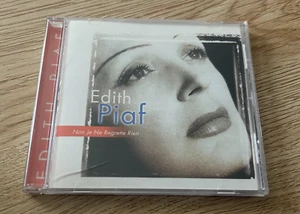 EDITH PIAF
Edith
Piaf
Non Je Ne Regrette Rien